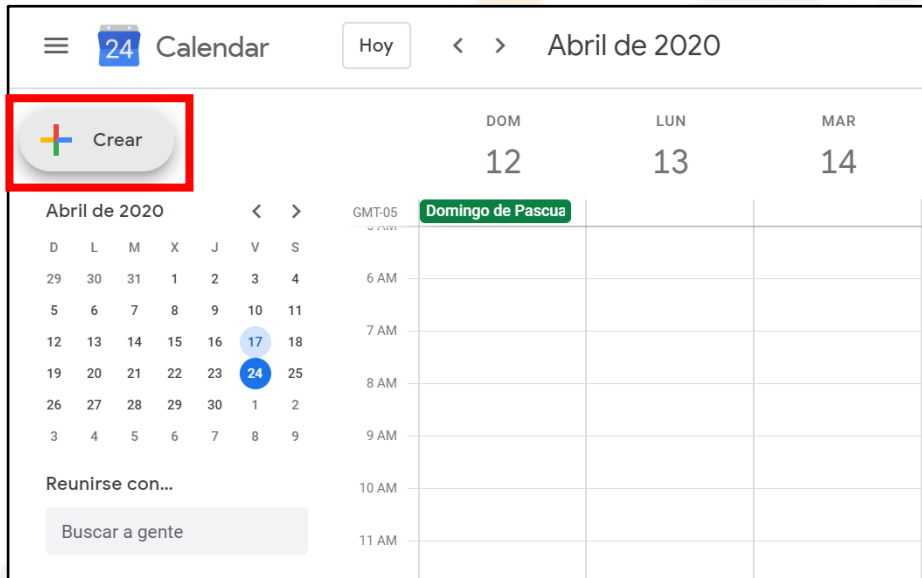 24 Calendar Hoy < > Abril de 2020
Crear
DOM LUN MAR
12 13 14
Abril de 2020 < >
GMT-05 Domingo de Pascua
D L M X J V S
29 30 31 1 2 3 4
5 6 7 8 9 10 11
12 13 14 15 16 17 18
19 20 21 22 23 24 25
26 27 28 29 30 1 2
3 4 5 6 7 8 9
6 AM
7 AM
8 AM
9 AM
10 AM
11 AM
Reunirse con...
Buscar a gente